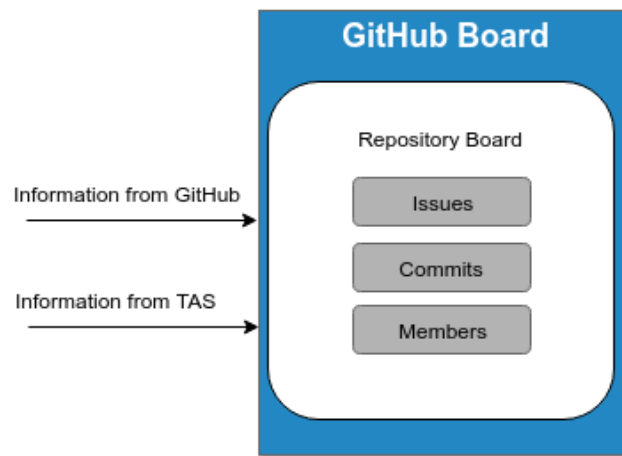 GitHub Board
Repository Board
Information from GitHub
Issues
Commits
Information from TAS
Members